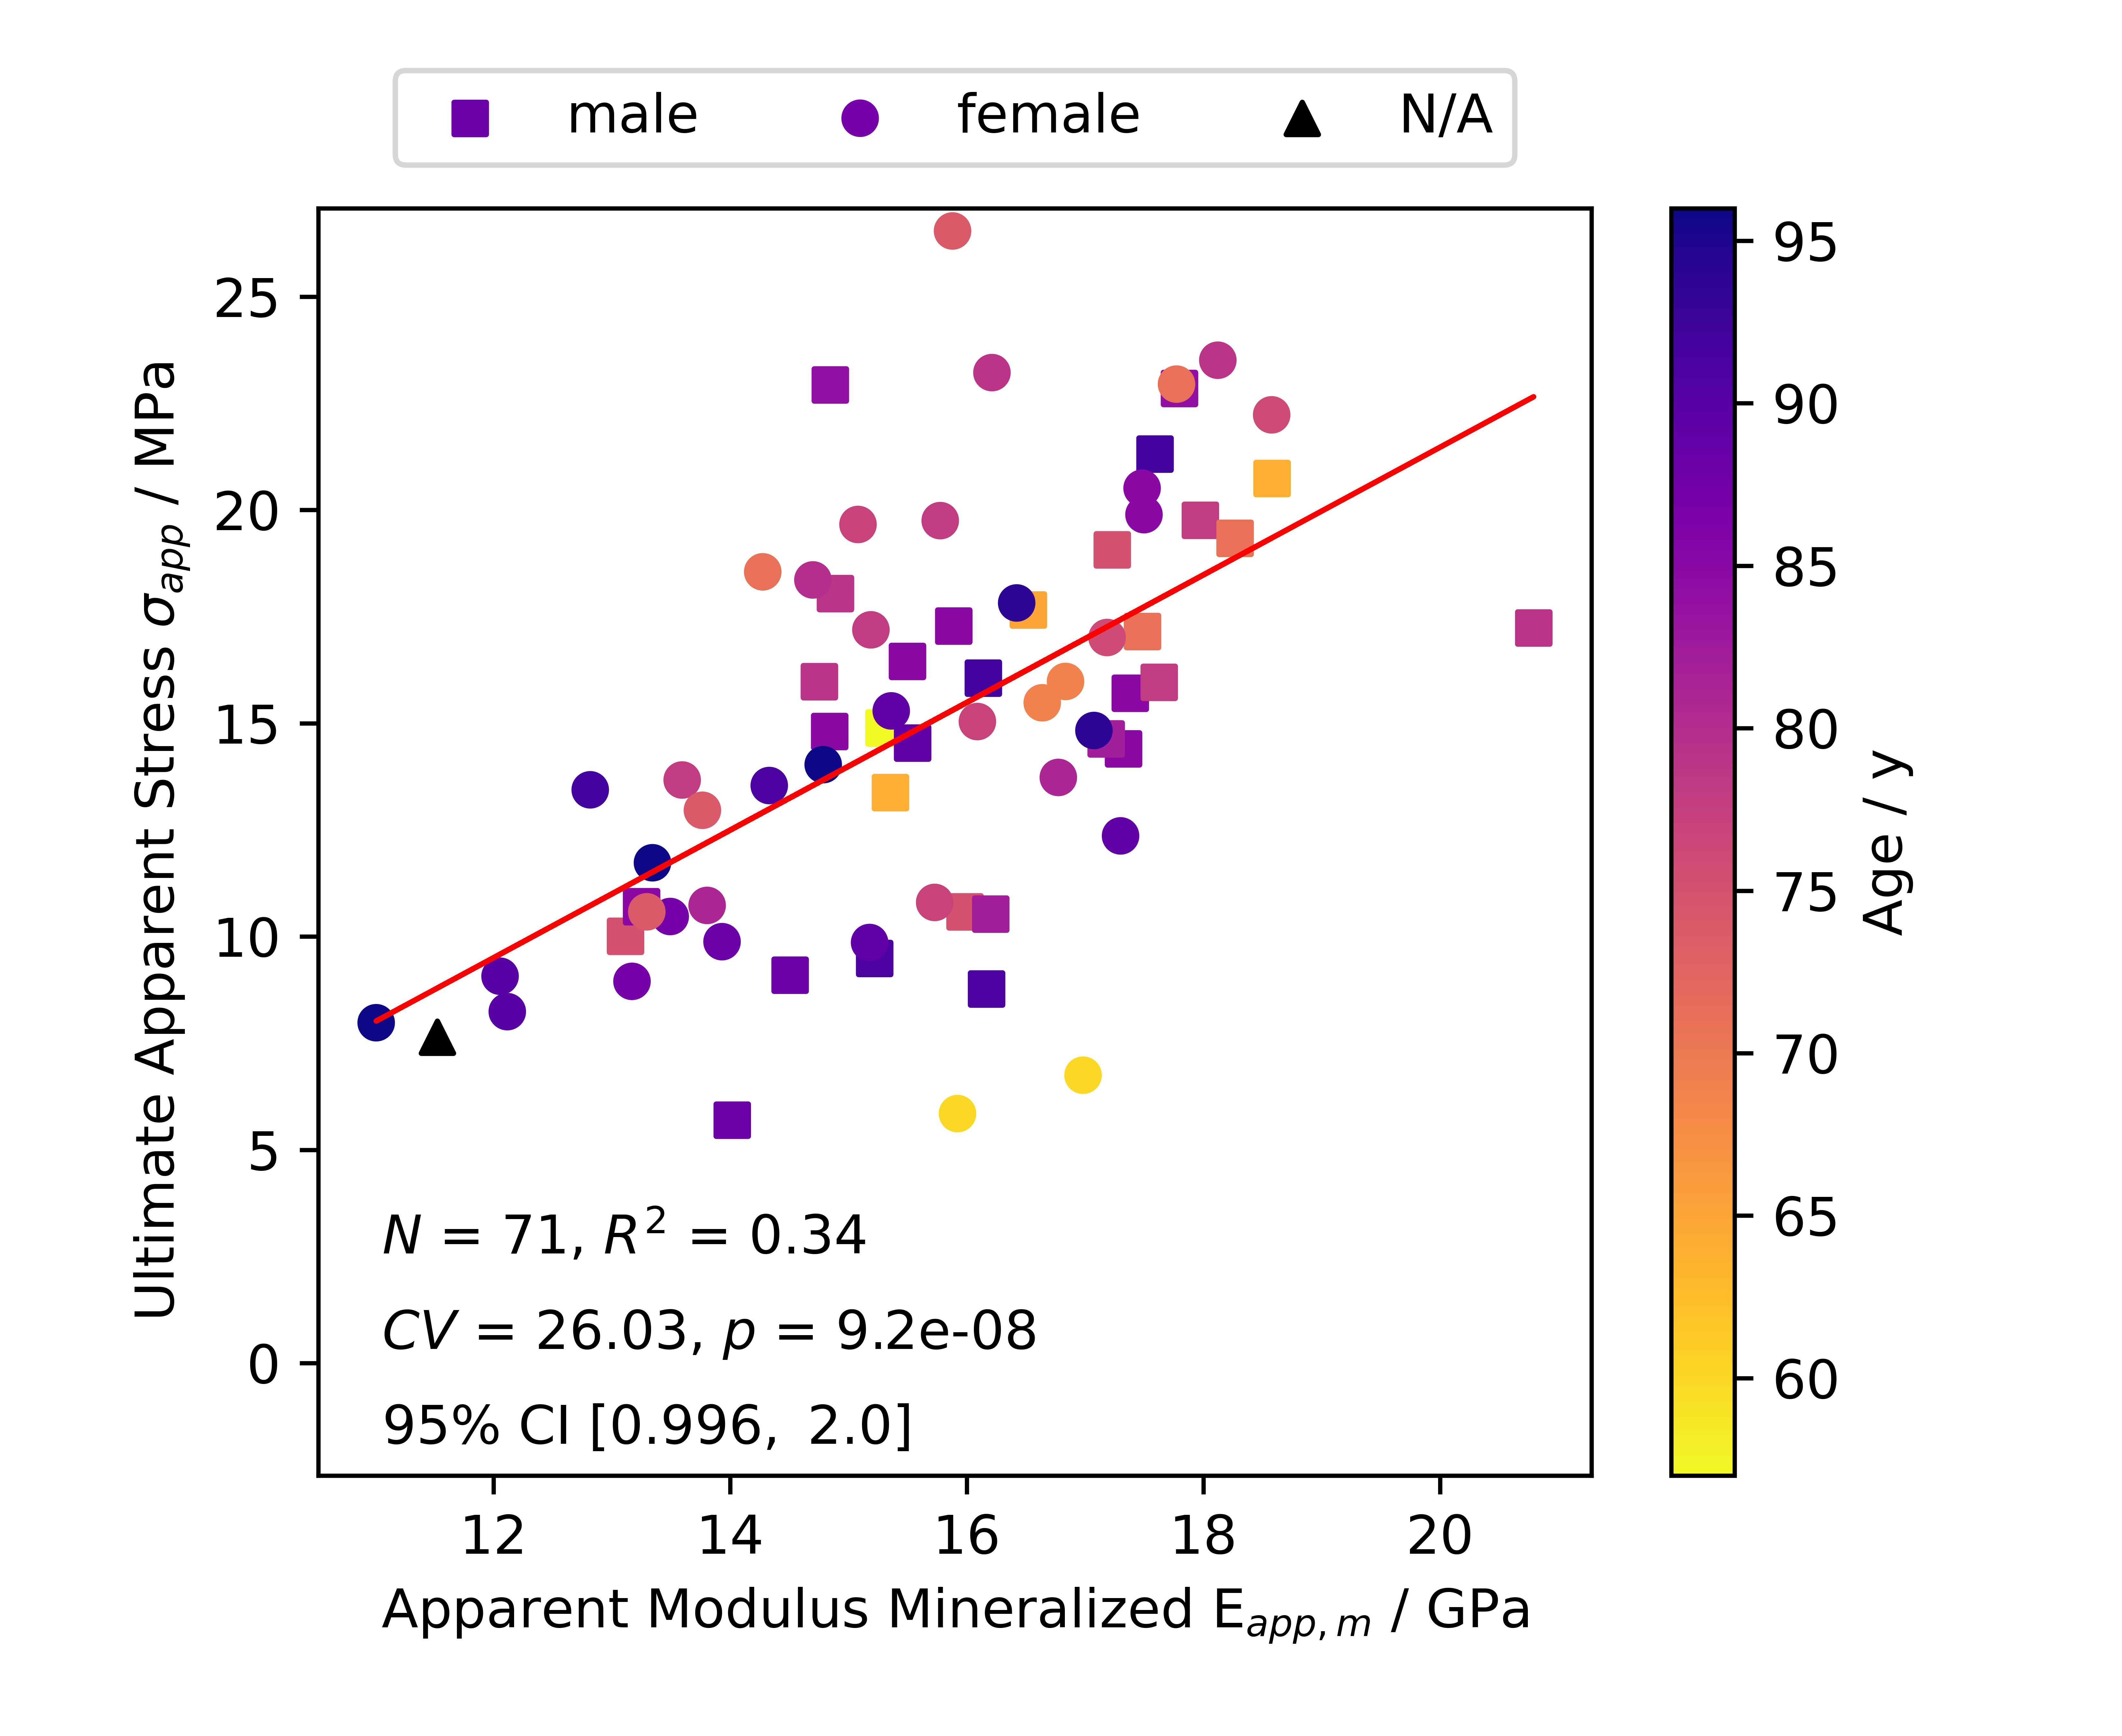 male female N/A
25
20
15
10
5
0
Ultimate Apparent Stress σapp / MPa
N = 71, R² = 0.34
CV = 26.03, p = 9.2e-08
95% CI [0.996, 2.0]
12 14 16 18 20
Apparent Modulus Mineralized Eapp, m / GPa
95
90
85
80
75
70
65
60
Age / y